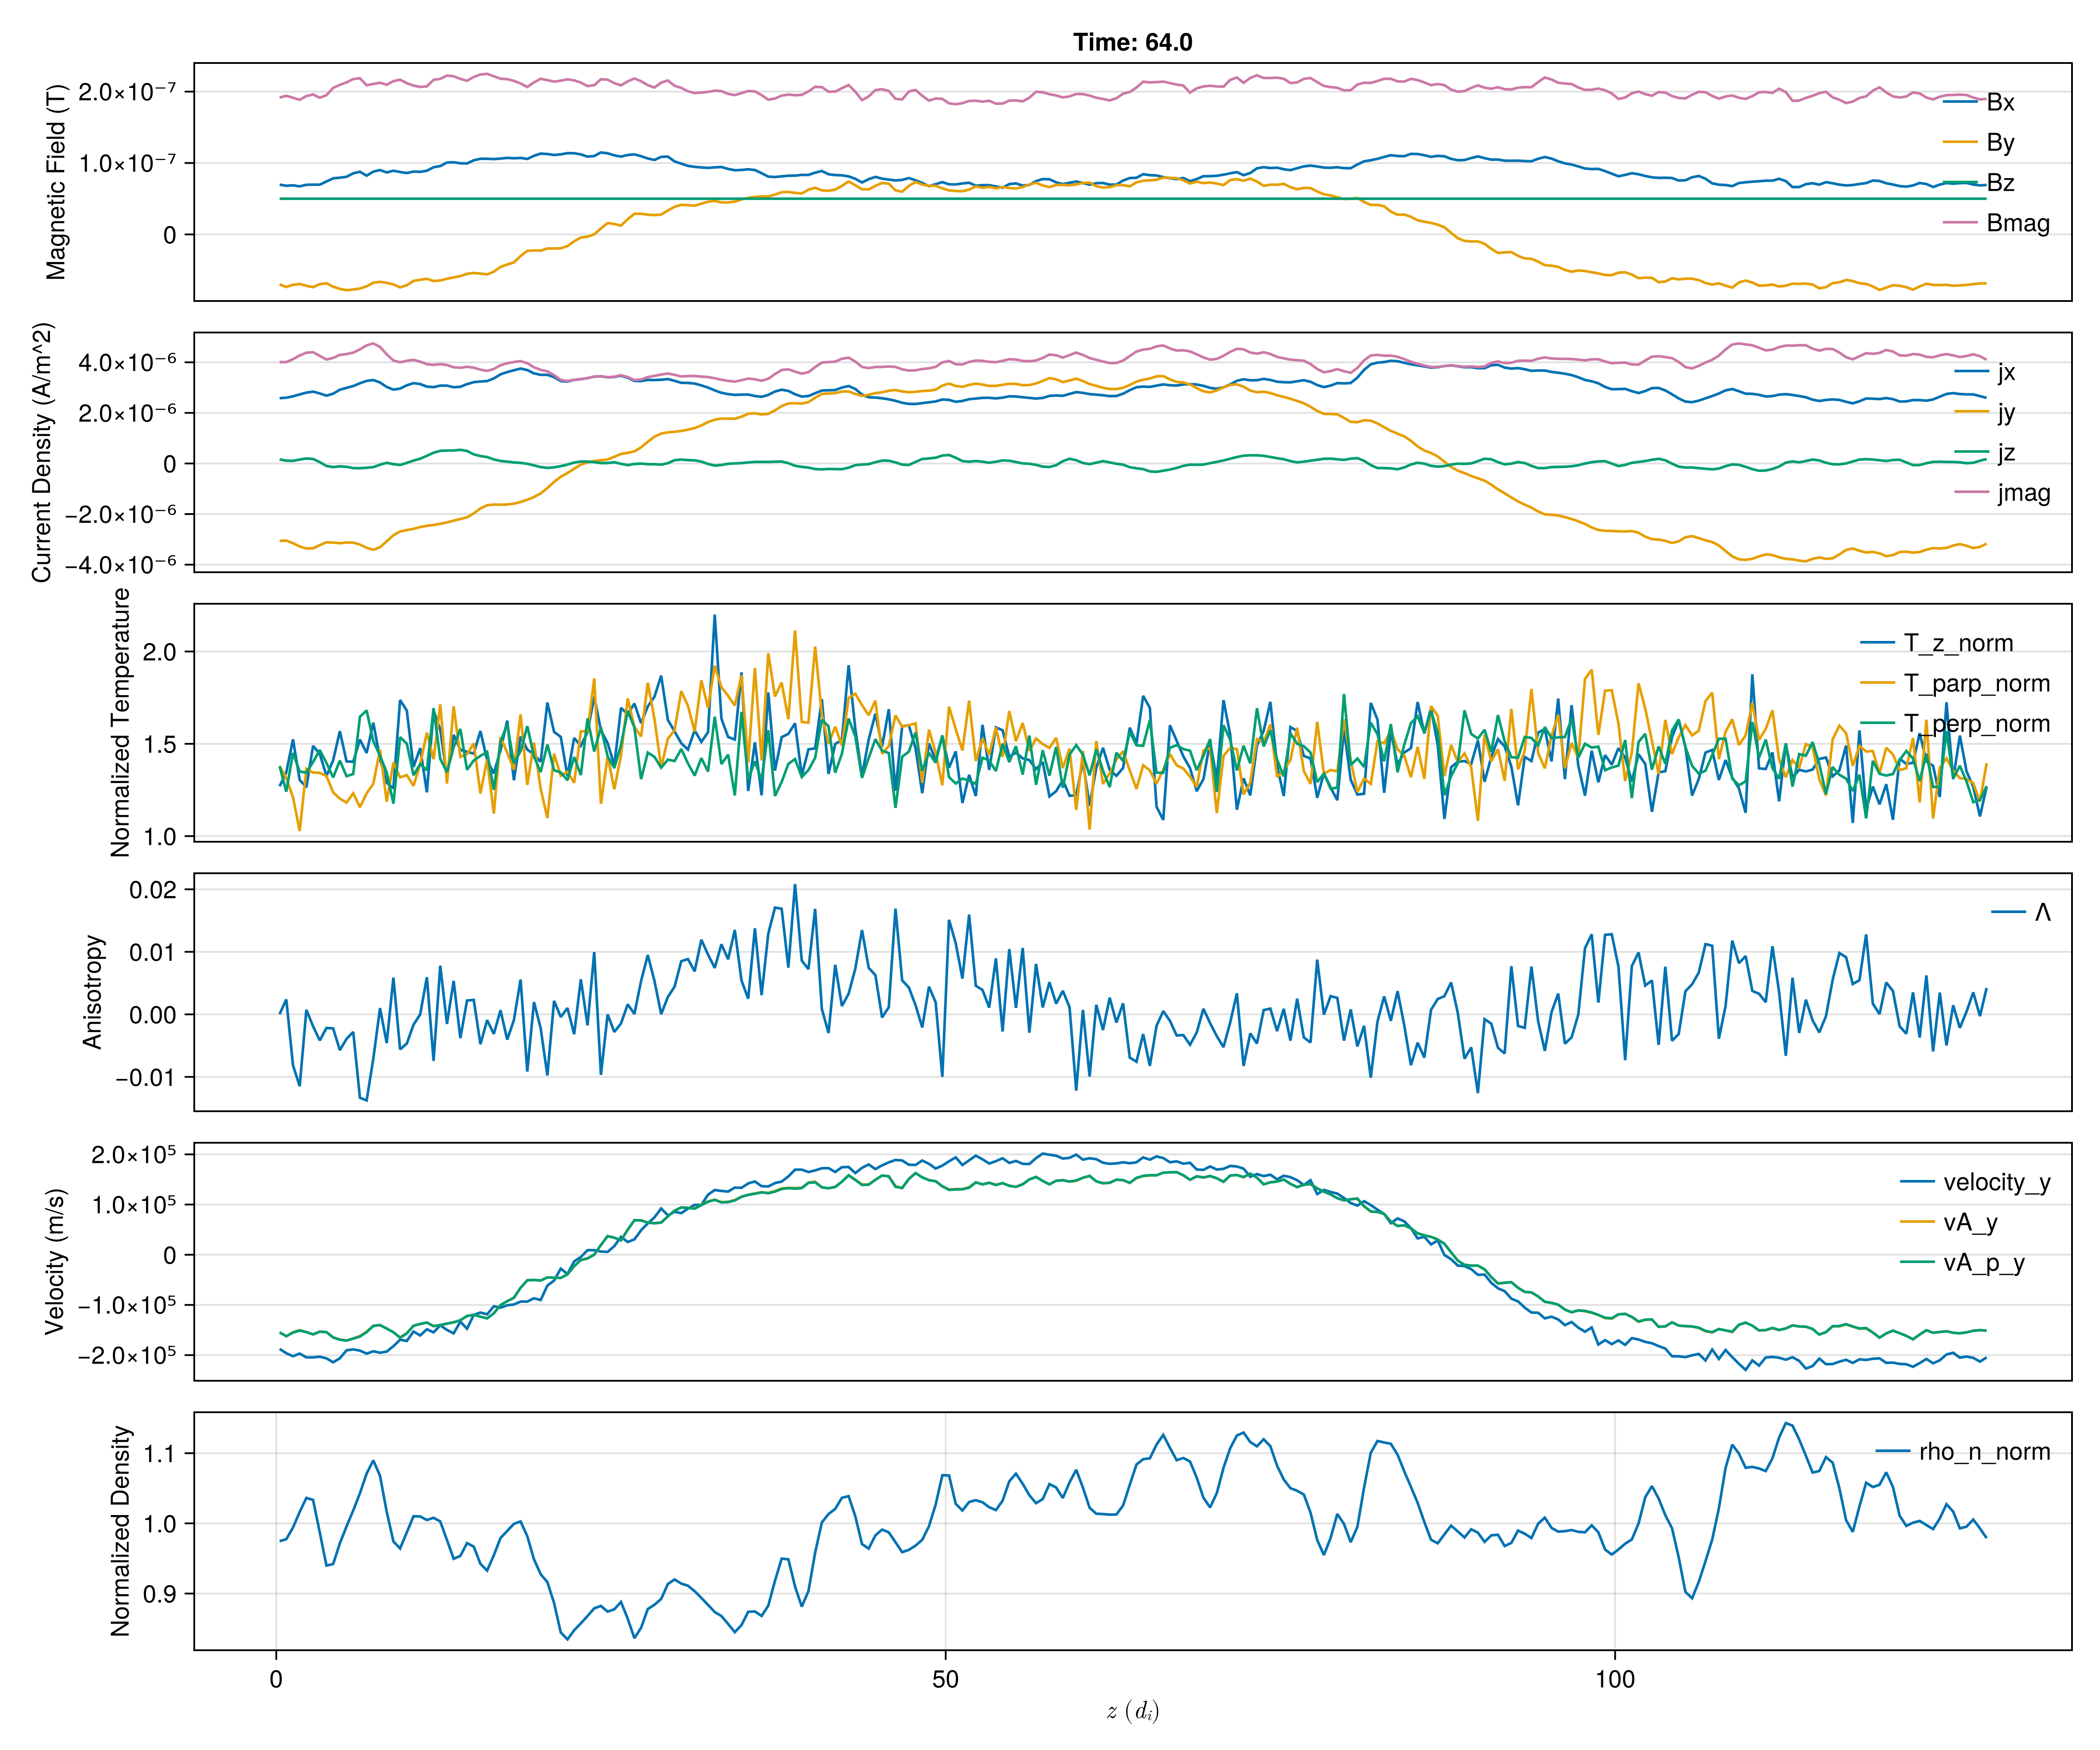 Time: 64.0
Magnetic Field (T)
2.0×10⁻⁷
1.0×10⁻⁷
0
Bx
By
Bz
Bmag
Current Density (A/m^2)
4.0×10⁻⁶
2.0×10⁻⁶
0
−2.0×10⁻⁶
−4.0×10⁻⁶
jx
jy
jz
jmag
Normalized Temperature
2.0
1.5
1.0
T_z_norm
T_parp_norm
T_perp_norm
Anisotropy
0.02
0.01
0.00
−0.01
Λ
Velocity (m/s)
2.0×10⁵
1.0×10⁵
0
−1.0×10⁵
−2.0×10⁵
velocity_y
vA_y
vA_p_y
Normalized Density
1.1
1.0
0.9
rho_n_norm
0 50 100
z (dᵢ)